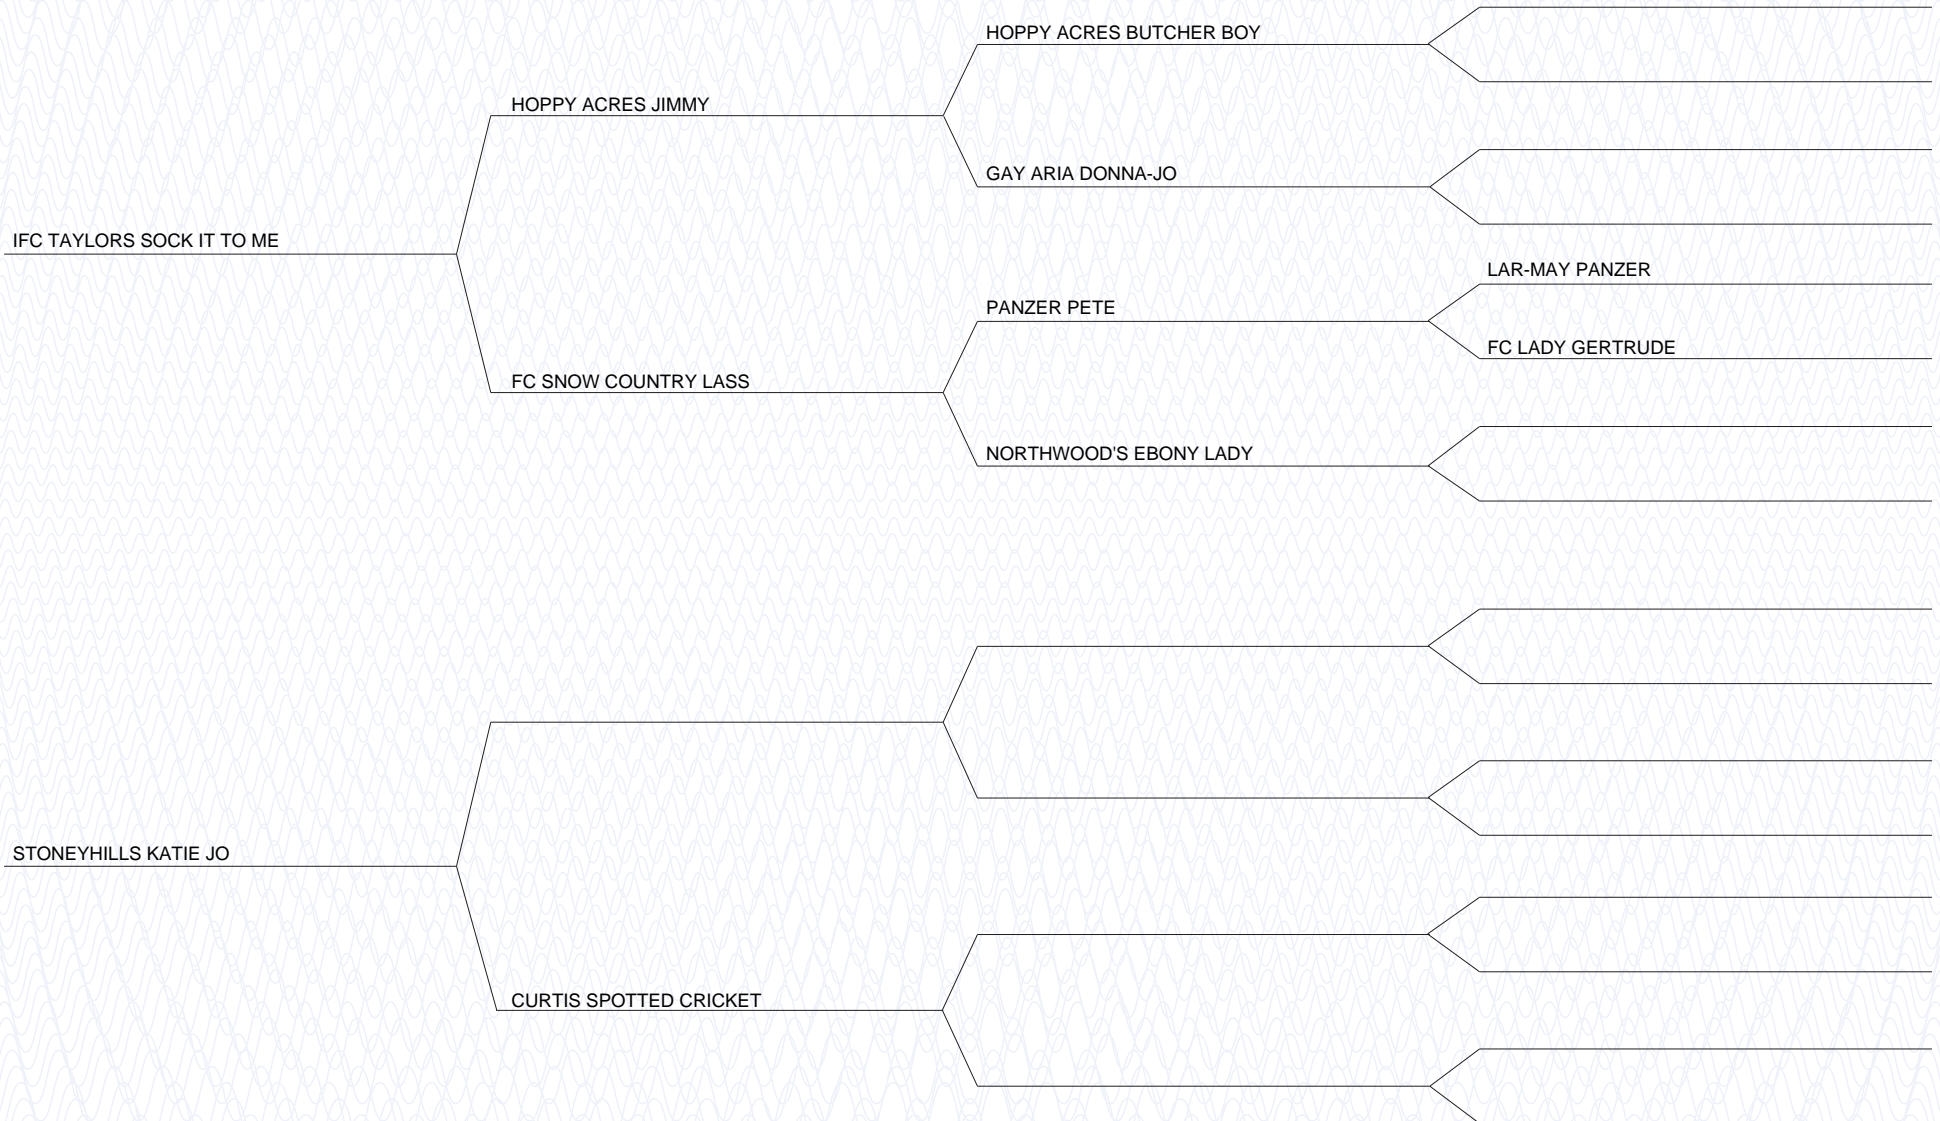 HOPPY ACRES BUTCHER BOY
HOPPY ACRES JIMMY
GAY ARIA DONNA-JO
IFC TAYLORS SOCK IT TO ME
LAR-MAY PANZER
PANZER PETE
FC LADY GERTRUDE
FC SNOW COUNTRY LASS
NORTHWOOD'S EBONY LADY
STONEYHILLS KATIE JO
CURTIS SPOTTED CRICKET